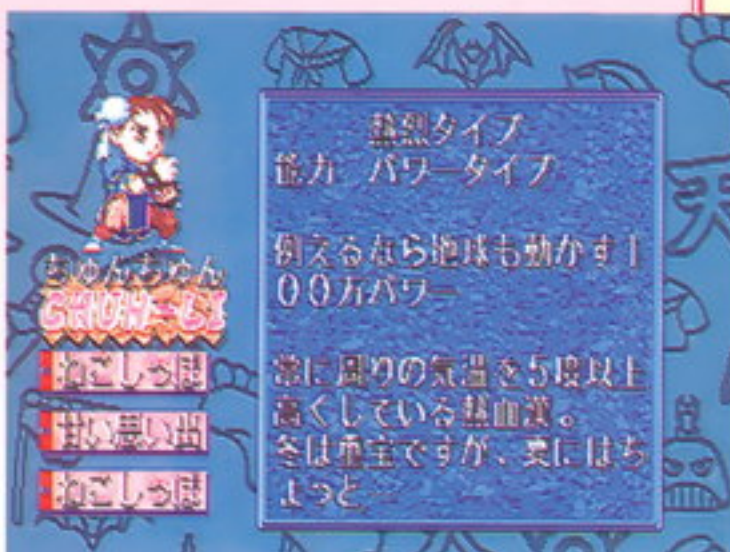 熱烈タイプ
能力 パワータイプ
例えるなら地球も動かす1
00万パワー
常に周りの気温を5度以上
高くしている熱血漢。
冬は重宝ですが、夏にはち
ょっと…
ちゅんちゅん
CHUN-LI
ねごしっぽ
甘い思い出
ねごしっぽ
天